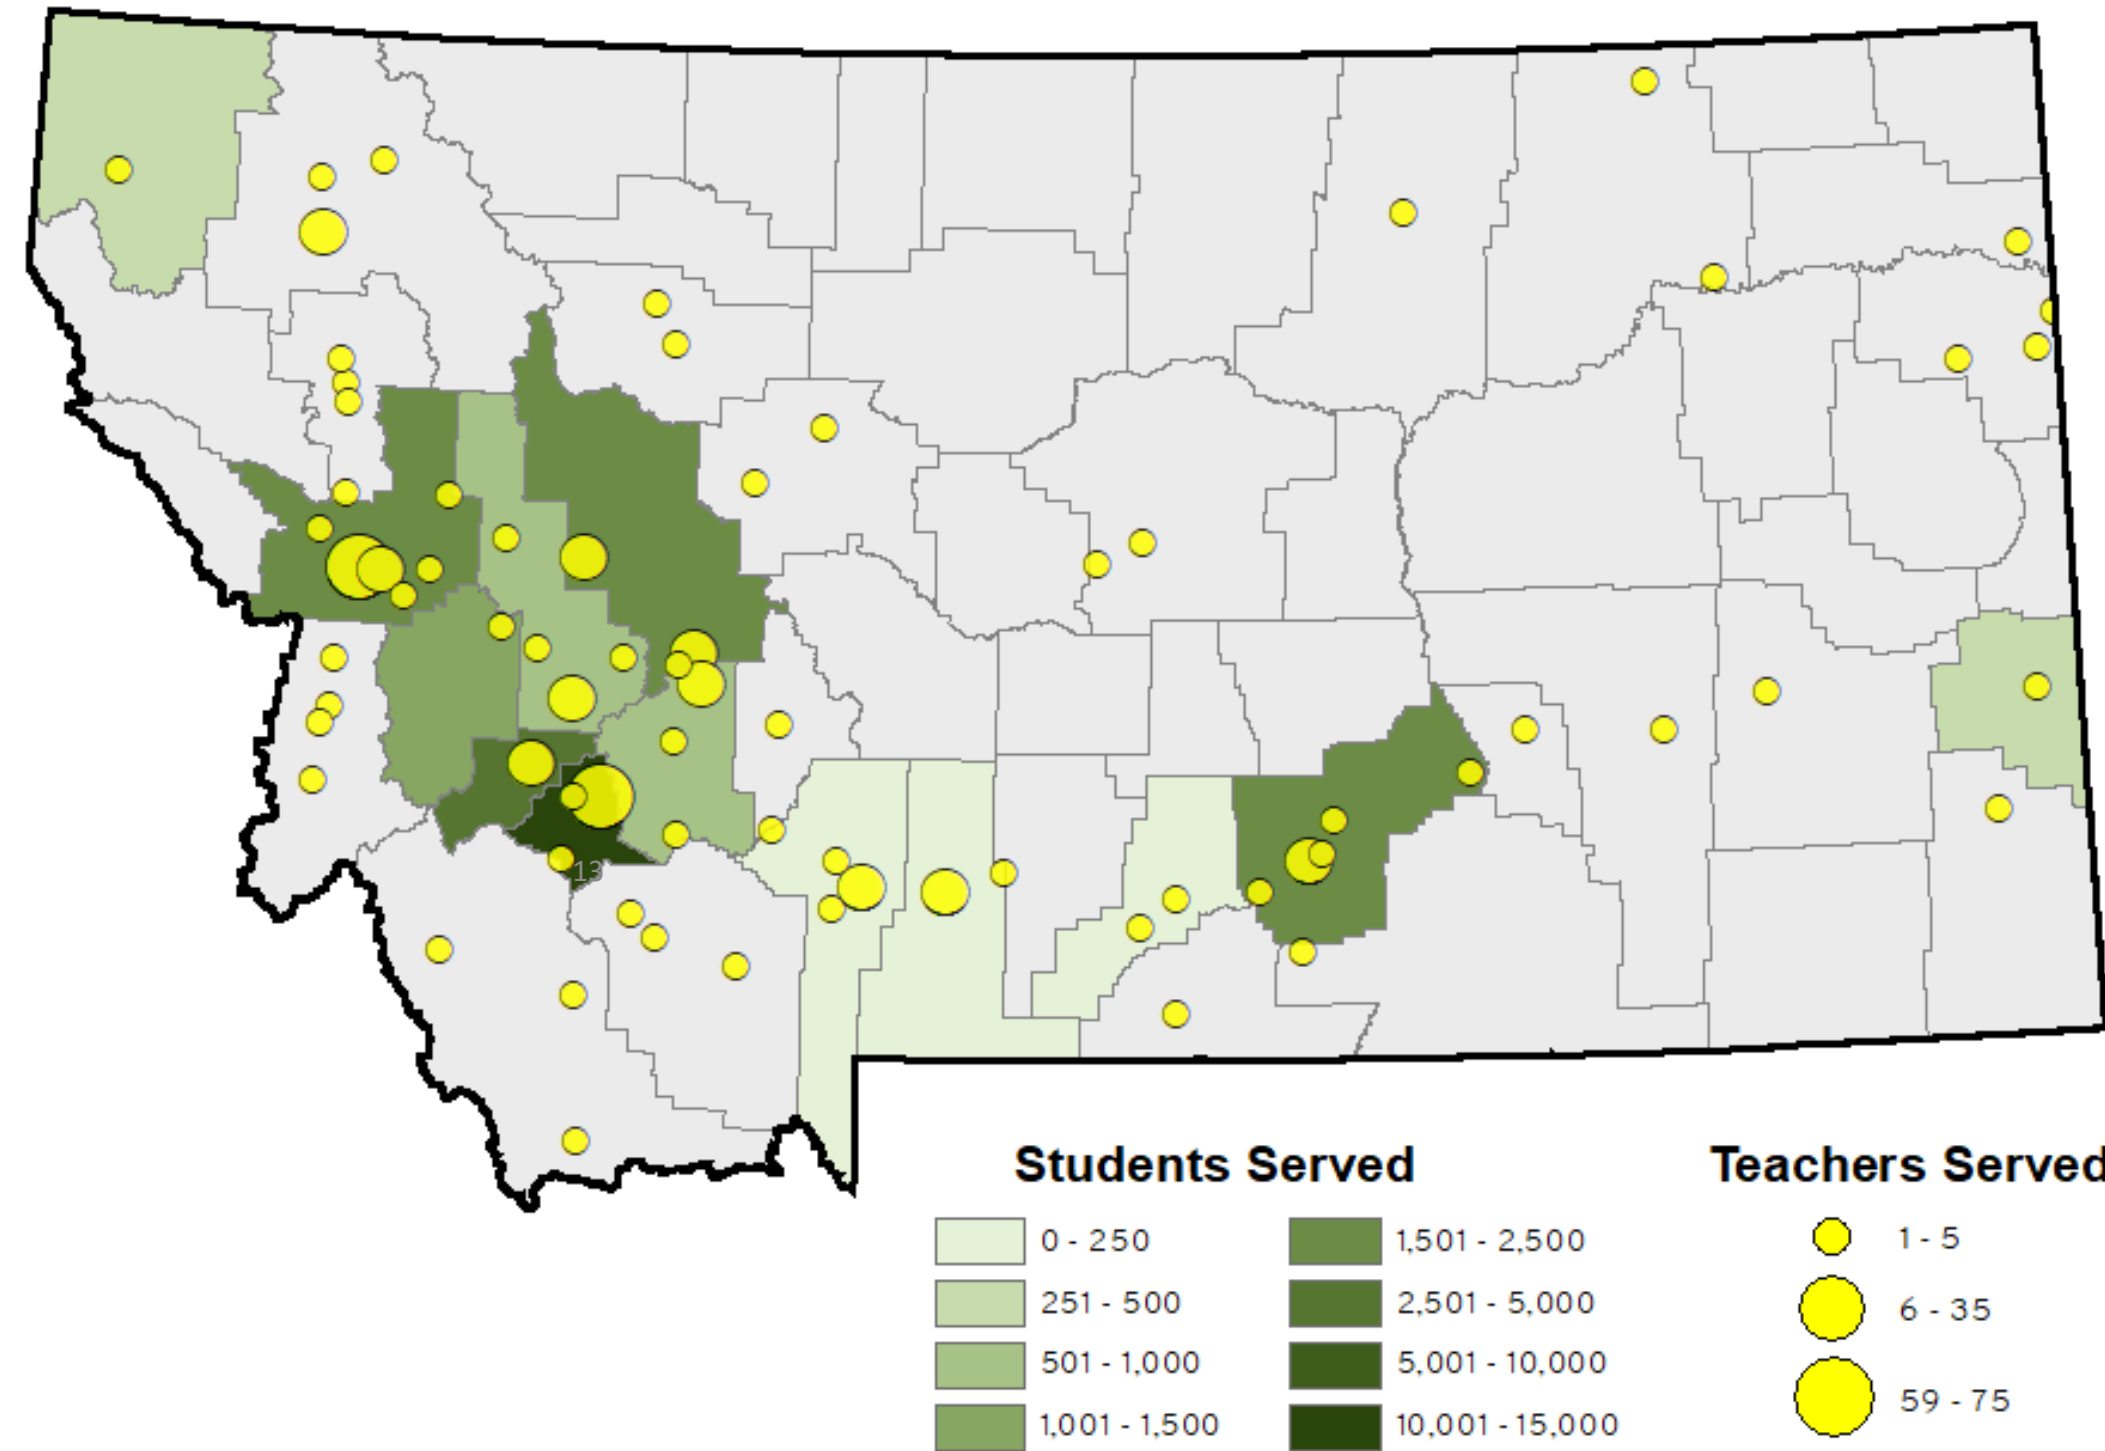 13
Students Served
Teachers Served
0 - 250
1,501 - 2,500
1 - 5
251 - 500
2,501 - 5,000
6 - 35
501 - 1,000
5,001 - 10,000
59 - 75
1,001 - 1,500
10,001 - 15,000